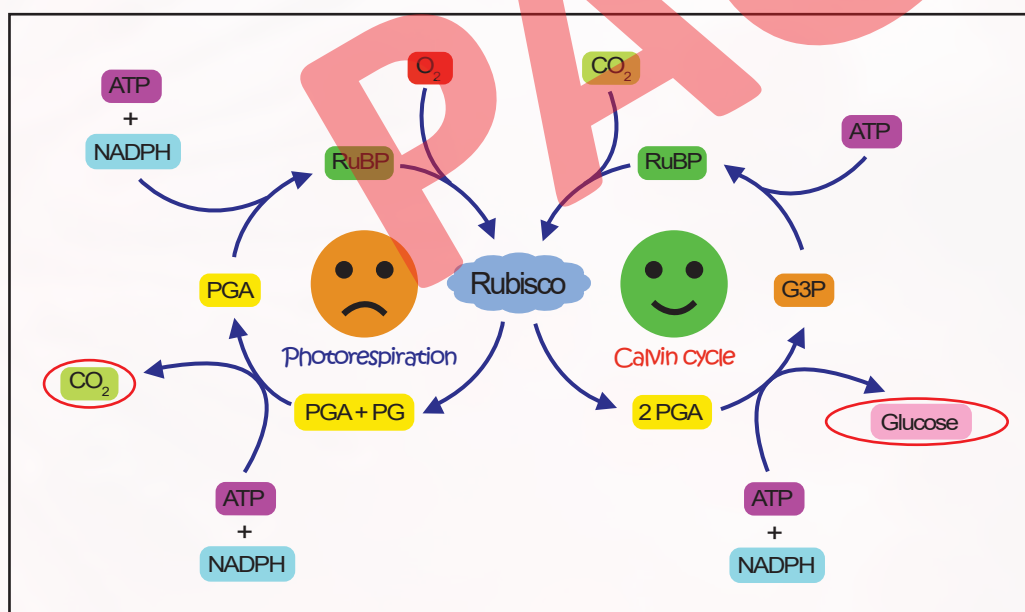 ATP
+
NADPH
O₂
CO₂
ATP
RuBP
RuBP
PGA
Rubisco
G3P
Photorespiration
Calvin cycle
CO₂
PGA + PG
2 PGA
Glucose
ATP
+
NADPH
ATP
+
NADPH